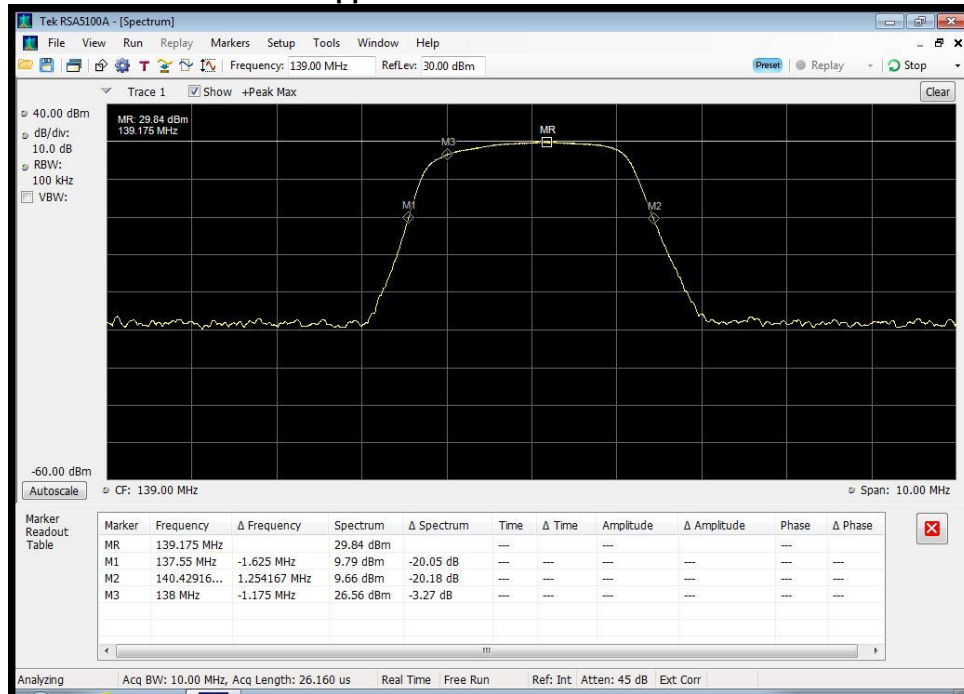 Tek RSA5100A - [Spectrum]
File View Run Replay Markers Setup Tools Window Help
T Frequency: 139.00 MHz RefLev: 30.00 dBm Preset Replay Stop
Trace 1 Show +Peak Max Clear
40.00 dBm
dB/div:
10.0 dB
RBW:
100 kHz
VBW:
MR: 29.84 dBm
139.175 MHz
M3 MR
M1 M2
-60.00 dBm
Autoscale CF: 139.00 MHz Span: 10.00 MHz
Marker
Readout
Table
Marker Frequency Δ Frequency Spectrum Δ Spectrum Time Δ Time Amplitude Δ Amplitude Phase Δ Phase
MR 139.175 MHz 29.84 dBm --- --- ---
M1 137.55 MHz -1.625 MHz 9.79 dBm -20.05 dB --- --- --- --- --- ---
M2 140.42916... 1.254167 MHz 9.66 dBm -20.18 dB --- --- --- --- --- ---
M3 138 MHz -1.175 MHz 26.56 dBm -3.27 dB --- --- --- --- --- ---
Analyzing Acq BW: 10.00 MHz, Acq Length: 26.160 us Real Time Free Run Ref: Int Atten: 45 dB Ext Corr